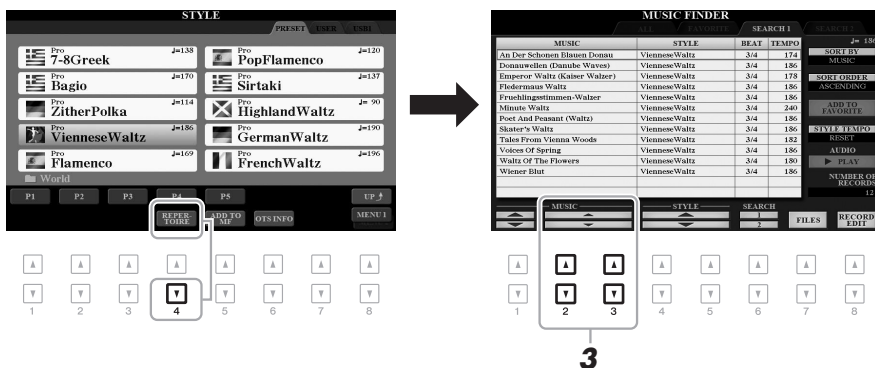 STYLE
PRESET USER USB1
Pro 7-8Greek ♩=138
Pro PopFlamenco ♩=120
Pro Bagio ♩=170
Pro Sirtaki ♩=137
Pro ZitherPolka ♩=114
Pro HighlandWaltz ♩= 90
Pro VienneseWaltz ♩=186
Pro GermanWaltz ♩=190
Pro Flamenco ♩=169
Pro FrenchWaltz ♩=196
World
P1 P2 P3 P4 P5 UP
REPER-
TOIRE
ADD TO
MF
OTS INFO
MENU 1
1 2 3 4 5 6 7 8
MUSIC FINDER
ALL FAVORITE SEARCH 1 SEARCH 2
MUSIC STYLE BEAT TEMPO
An Der Schonen Blauen Donau VienneseWaltz 3/4 174
Donauwellen (Danube Waves) VienneseWaltz 3/4 186
Emperor Waltz (Kaiser Walzer) VienneseWaltz 3/4 178
Fledermaus Waltz VienneseWaltz 3/4 186
Fruehlingsstimmen-Walzer VienneseWaltz 3/4 186
Minute Waltz VienneseWaltz 3/4 240
Poet And Peasant (Waltz) VienneseWaltz 3/4 186
Skater's Waltz VienneseWaltz 3/4 186
Tales From Vienna Woods VienneseWaltz 3/4 182
Voices Of Spring VienneseWaltz 3/4 186
Waltz Of The Flowers VienneseWaltz 3/4 180
Wiener Blut VienneseWaltz 3/4 186
♩= 186
SORT BY
MUSIC
SORT ORDER
ASCENDING
ADD TO
FAVORITE
STYLE TEMPO
RESET
AUDIO
▶ PLAY
NUMBER OF
RECORDS
12
MUSIC STYLE SEARCH
1
2
FILES
RECORD
EDIT
1 2 3 4 5 6 7 8
3